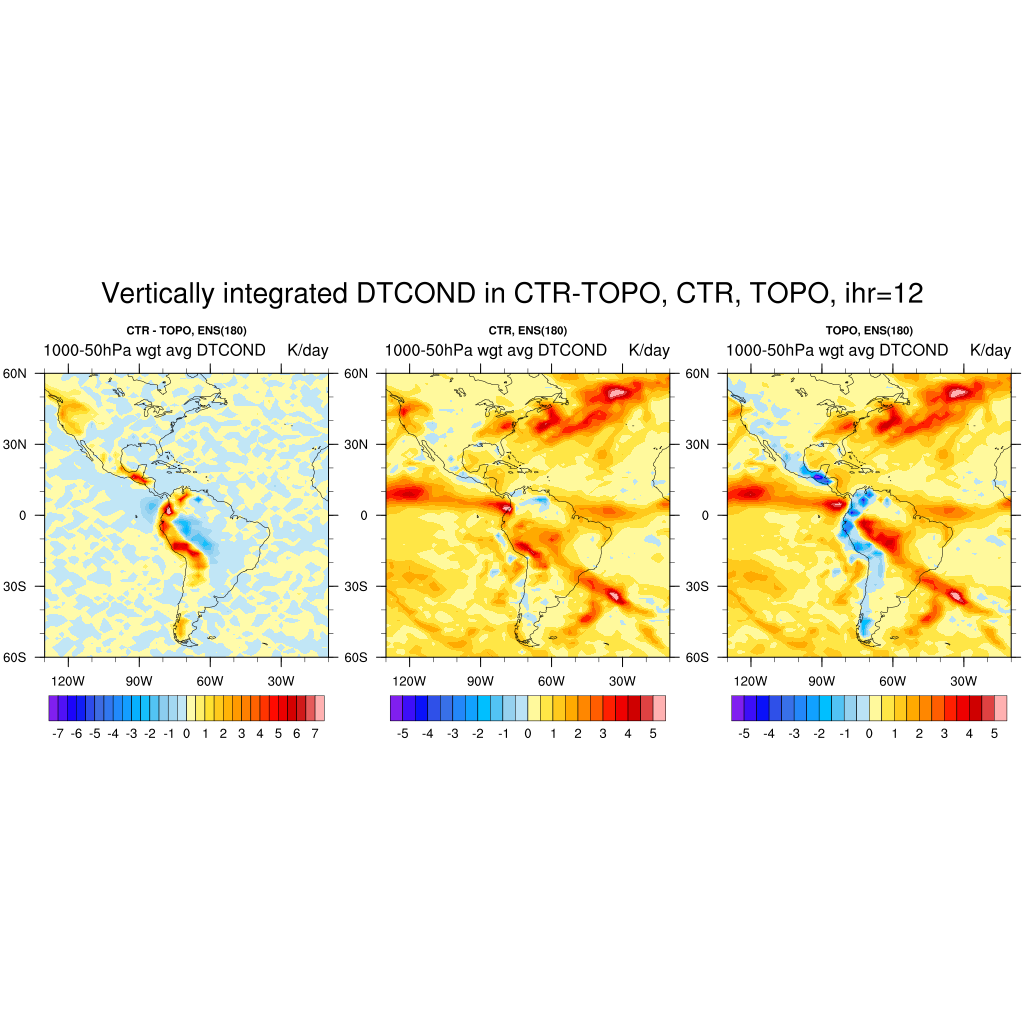 Vertically integrated DTCOND in CTR-TOPO, CTR, TOPO, ihr=12
CTR - TOPO, ENS(180)
1000-50hPa wgt avg DTCOND K/day
60N
30N
0
30S
60S
120W 90W 60W 30W
-7 -6 -5 -4 -3 -2 -1 0 1 2 3 4 5 6 7
CTR, ENS(180)
1000-50hPa wgt avg DTCOND K/day
60N
30N
0
30S
60S
120W 90W 60W 30W
-5 -4 -3 -2 -1 0 1 2 3 4 5
TOPO, ENS(180)
1000-50hPa wgt avg DTCOND K/day
60N
30N
0
30S
60S
120W 90W 60W 30W
-5 -4 -3 -2 -1 0 1 2 3 4 5